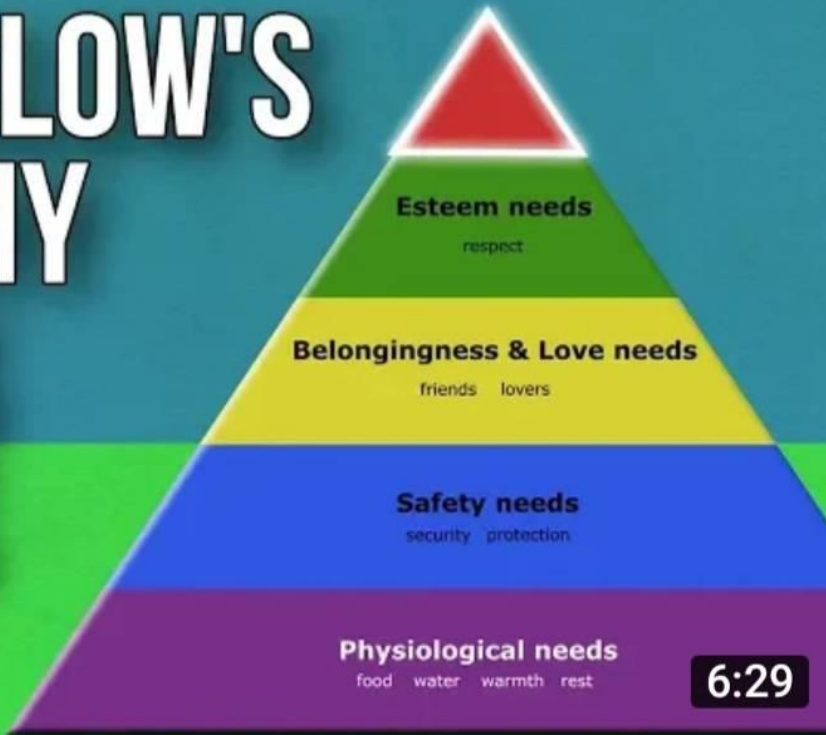 LOW'S
HY
Esteem needs
respect
Belongingness & Love needs
friends lovers
Safety needs
security protection
Physiological needs
food water warmth rest
6:29